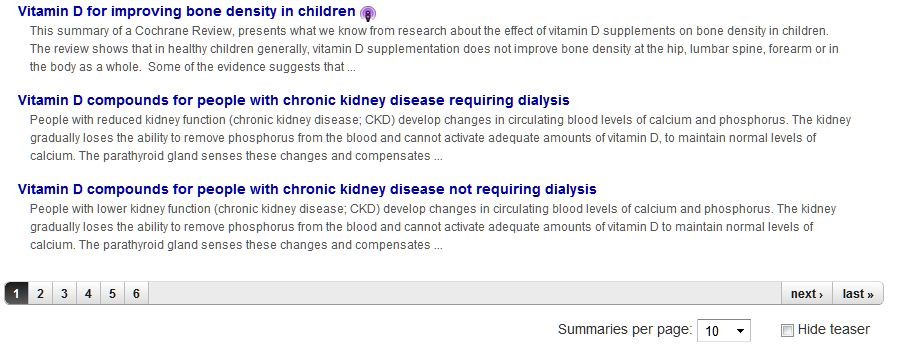 Vitamin D for improving bone density in children
This summary of a Cochrane Review, presents what we know from research about the effect of vitamin D supplements on bone density in children.
The review shows that in healthy children generally, vitamin D supplementation does not improve bone density at the hip, lumbar spine, forearm or in
the body as a whole. Some of the evidence suggests that ...
Vitamin D compounds for people with chronic kidney disease requiring dialysis
People with reduced kidney function (chronic kidney disease; CKD) develop changes in circulating blood levels of calcium and phosphorus. The kidney
gradually loses the ability to remove phosphorus from the blood and cannot activate adequate amounts of vitamin D, to maintain normal levels of
calcium. The parathyroid gland senses these changes and compensates ...
Vitamin D compounds for people with chronic kidney disease not requiring dialysis
People with lower kidney function (chronic kidney disease; CKD) develop changes in circulating blood levels of calcium and phosphorus. The kidney
gradually loses the ability to remove phosphorus from the blood and cannot activate adequate amounts of vitamin D to maintain normal levels of
calcium. The parathyroid gland senses these changes and compensates ...
1 2 3 4 5 6 next › last »
Summaries per page: 10 Hide teaser